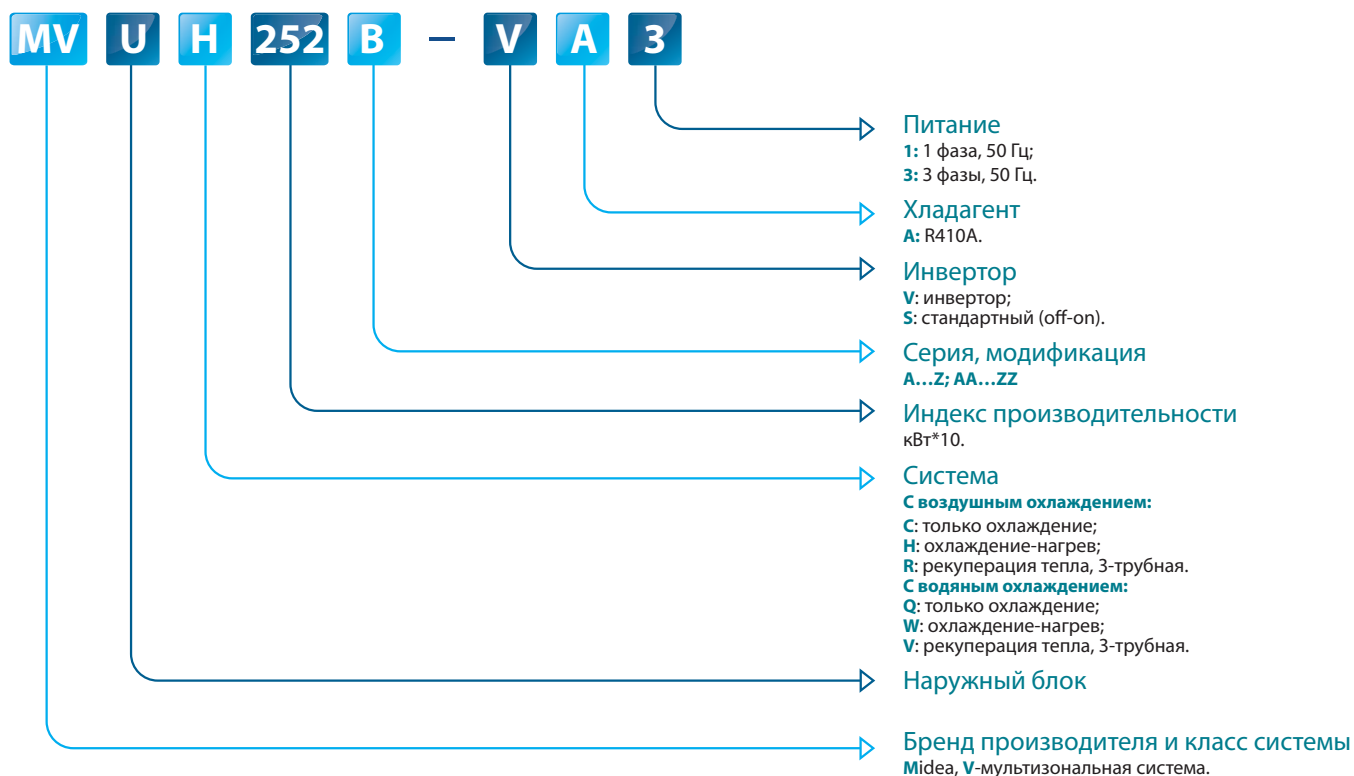 MV U H 252 B – V A 3
Питание
1: 1 фаза, 50 Гц;
3: 3 фазы, 50 Гц.
Хладагент
A: R410A.
Инвертор
V: инвертор;
S: стандартный (off-on).
Серия, модификация
A...Z; AA...ZZ
Индекс производительности
кВт*10.
Система
С воздушным охлаждением:
C: только охлаждение;
H: охлаждение-нагрев;
R: рекуперация тепла, 3-трубная.
С водяным охлаждением:
Q: только охлаждение;
W: охлаждение-нагрев;
V: рекуперация тепла, 3-трубная.
Наружный блок
Бренд производителя и класс системы
Midea, V-мультизональная система.